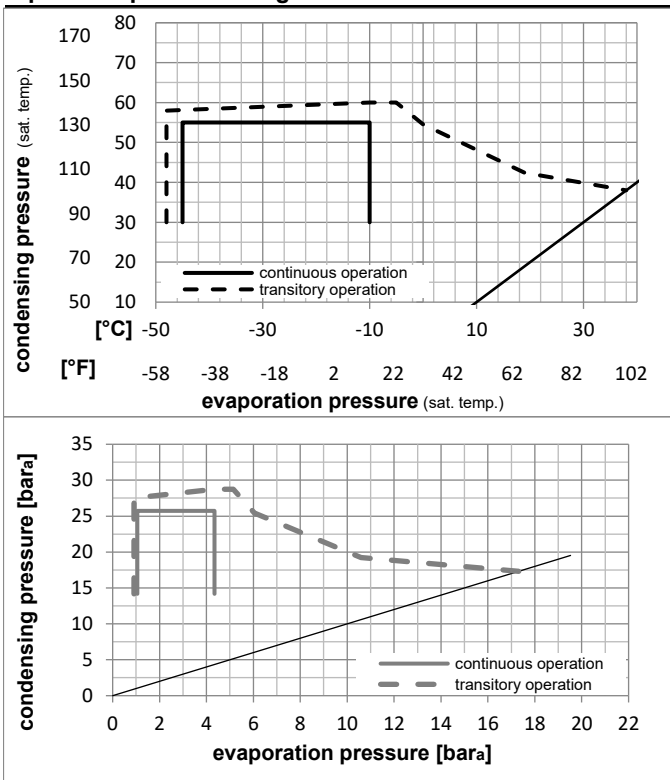 condensing pressure (sat. temp.)
170 80
150 70
60
130 50
110 40
90 30
70 20
50 10
continuous operation
transitory operation
[°C] -50 -30 -10 10 30
[°F] -58 -38 -18 2 22 42 62 82 102
evaporation pressure (sat. temp.)
condensing pressure [bara]
35
30
25
20
15
10
5
0
continuous operation
transitory operation
0 2 4 6 8 10 12 14 16 18 20 22
evaporation pressure [bara]